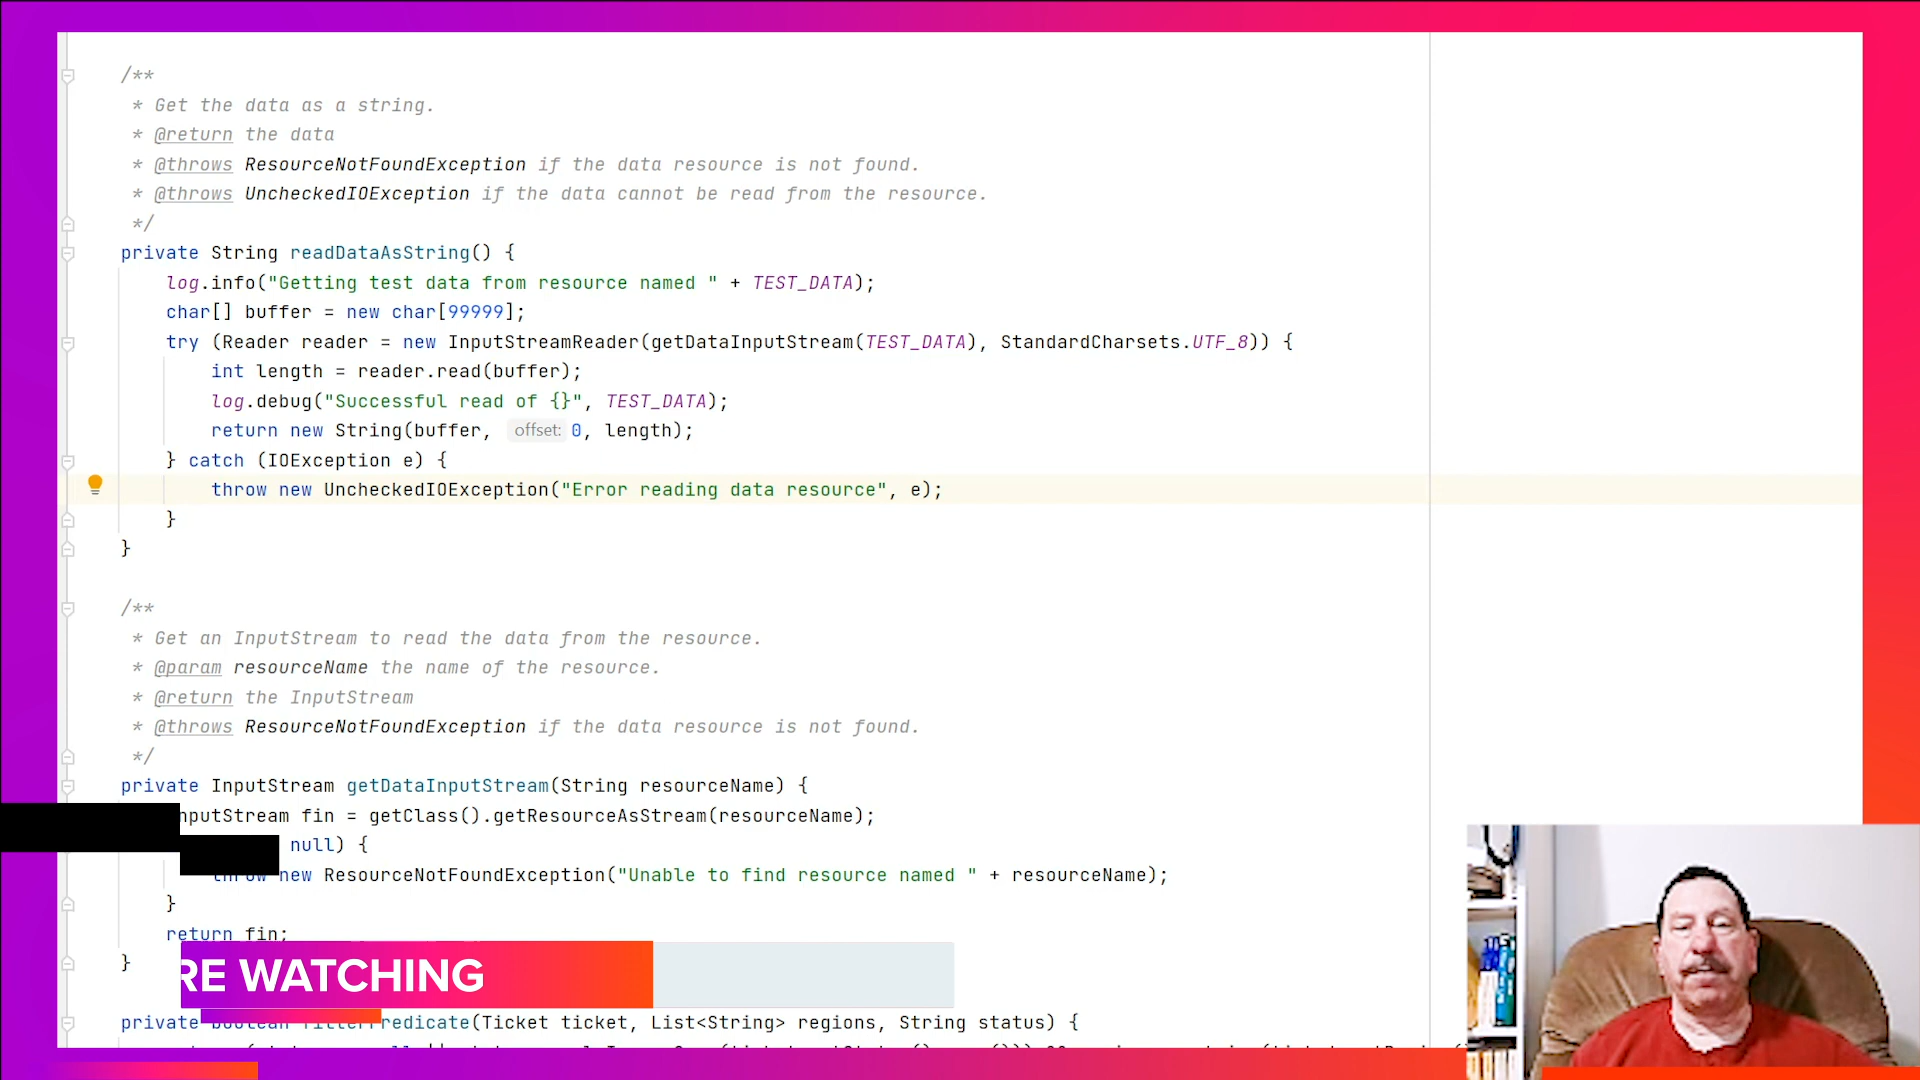 /**
* Get the data as a string.
* @return the data
* @throws ResourceNotFoundException if the data resource is not found.
* @throws UncheckedIOException if the data cannot be read from the resource.
*/
private String readDataAsString() {
log.info("Getting test data from resource named " + TEST_DATA);
char[] buffer = new char[99999];
try (Reader reader = new InputStreamReader(getDataInputStream(TEST_DATA), StandardCharsets.UTF_8)) {
int length = reader.read(buffer);
log.debug("Successful read of {}", TEST_DATA);
return new String(buffer, offset: 0, length);
} catch (IOException e) {
throw new UncheckedIOException("Error reading data resource", e);
}
}
/**
* Get an InputStream to read the data from the resource.
* @param resourceName the name of the resource.
* @return the InputStream
* @throws ResourceNotFoundException if the data resource is not found.
*/
private InputStream getDataInputStream(String resourceName) {
nputStream fin = getClass().getResourceAsStream(resourceName);
null) {
throw new ResourceNotFoundException("Unable to find resource named " + resourceName);
}
return fin;
}
RE WATCHING
private boolean filterPredicate(Ticket ticket, List<String> regions, String status) {